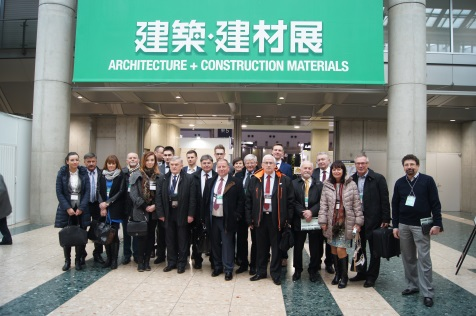 建築・建材展
ARCHITECTURE + CONSTRUCTION MATERIALS